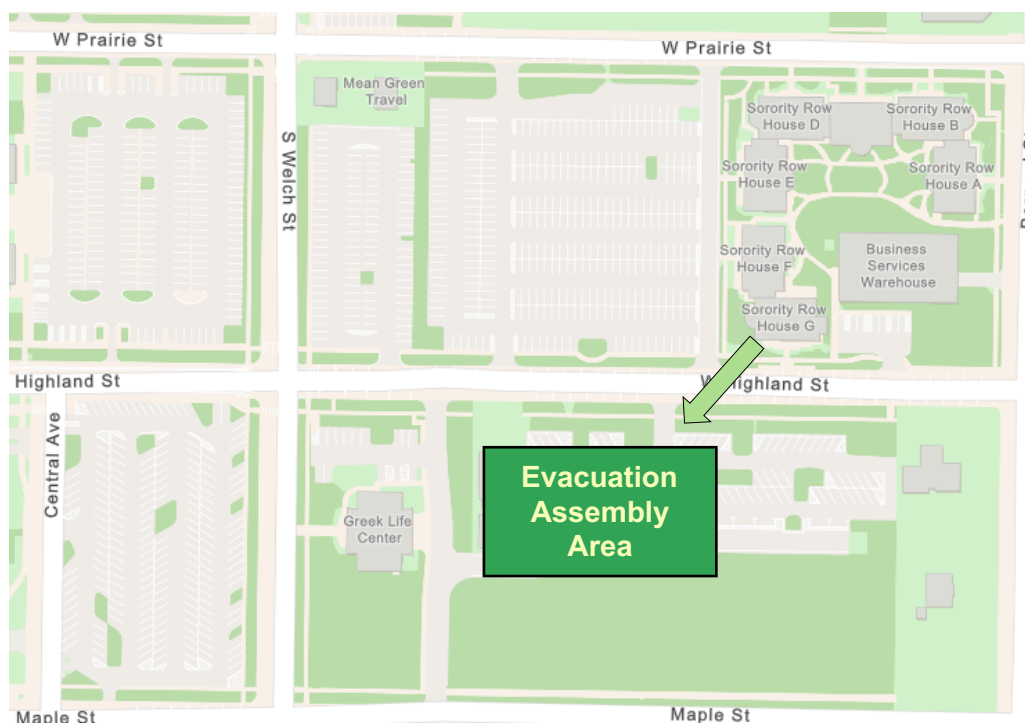 W Prairie St
W Prairie St
Mean Green
Travel
S Welch St
Sorority Row
House D
Sorority Row
House B
Sorority Row
House E
Sorority Row
House A
Sorority Row
House F
Business
Services
Warehouse
Sorority Row
House G
Highland St
Highland St
Central Ave
Evacuation
Assembly
Area
Greek Life
Center
Maple St
Maple St